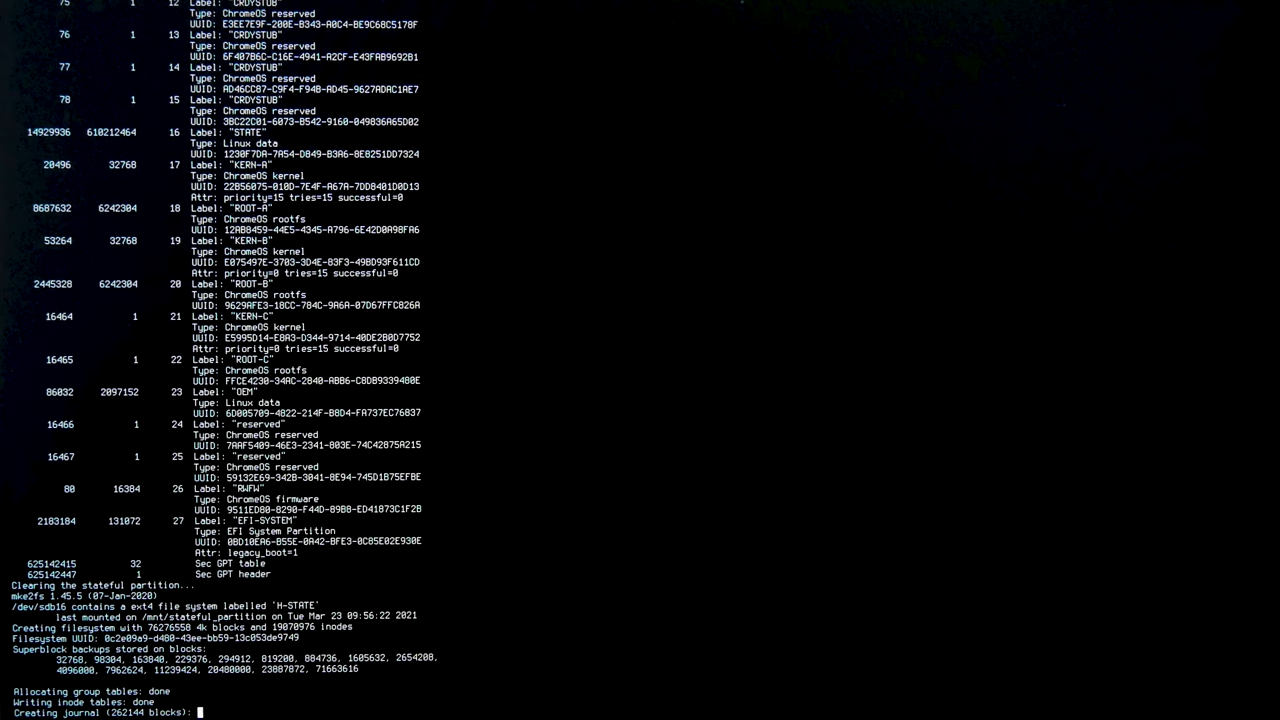 75 1 12 Label: "CRDYSTUB"
Type: ChromeOS reserved
UUID: E3EE7E9F-200E-B343-A0C4-BE9C68C5178F
76 1 13 Label: "CRDYSTUB"
Type: ChromeOS reserved
UUID: 6F407B6C-C16E-4941-A2CF-E43FAB9692B1
77 1 14 Label: "CRDYSTUB"
Type: ChromeOS reserved
UUID: AD46CC87-C9F4-F94B-AD45-9627ADAC1AE7
78 1 15 Label: "CRDYSTUB"
Type: ChromeOS reserved
UUID: 3BC22C01-6073-B542-9160-049836A65D02
14929936 610212464 16 Label: "STATE"
Type: Linux data
UUID: 1230F7DA-7A54-D849-B3A6-8E8251DD7324
20496 32768 17 Label: "KERN-A"
Type: ChromeOS kernel
UUID: 22B56075-010D-7E4F-A67A-7DD8401D0D13
Attr: priority=15 tries=15 successful=0
8687632 6242304 18 Label: "ROOT-A"
Type: ChromeOS rootfs
UUID: 12AB8459-44E5-4345-A796-6E42D0A98FA6
53264 32768 19 Label: "KERN-B"
Type: ChromeOS kernel
UUID: E075497E-3703-3D4E-83F3-49BD93F611CD
Attr: priority=0 tries=15 successful=0
2445328 6242304 20 Label: "ROOT-B"
Type: ChromeOS rootfs
UUID: 9629AFE3-18CC-784C-9A6A-07D67FFC826A
16464 1 21 Label: "KERN-C"
Type: ChromeOS kernel
UUID: E5995D14-E8A3-D344-9714-40DE2B0D7752
Attr: priority=0 tries=15 successful=0
16465 1 22 Label: "ROOT-C"
Type: ChromeOS rootfs
UUID: FFCE4230-34AC-2840-ABB6-C8DB9339480E
86032 2097152 23 Label: "OEM"
Type: Linux data
UUID: 6D005709-4822-214F-B8D4-FA737EC76837
16466 1 24 Label: "reserved"
Type: ChromeOS reserved
UUID: 7AAF5409-46E3-2341-803E-74C42875A215
16467 1 25 Label: "reserved"
Type: ChromeOS reserved
UUID: 59132E69-342B-3041-8E94-745D1B75EFBE
80 16384 26 Label: "RWFW"
Type: ChromeOS firmware
UUID: 9511ED80-8290-F44D-89B8-ED41873C1F2B
2183184 131072 27 Label: "EFI-SYSTEM"
Type: EFI System Partition
UUID: 0BD10EA6-B55E-0A42-BFE3-0C85E02E930E
Attr: legacy_boot=1
625142415 32 Sec GPT table
625142447 1 Sec GPT header
Clearing the stateful partition...
mke2fs 1.45.5 (07-Jan-2020)
/dev/sdb16 contains a ext4 file system labelled 'H-STATE'
last mounted on /mnt/stateful_partition on Tue Mar 23 09:56:22 2021
Creating filesystem with 76276558 4k blocks and 19070976 inodes
Filesystem UUID: 0c2e09a9-d480-43ee-bb59-13c053de9749
Superblock backups stored on blocks:
32768, 98304, 163840, 229376, 294912, 819200, 884736, 1605632, 2654208,
4096000, 7962624, 11239424, 20480000, 23887872, 71663616
Allocating group tables: done
Writing inode tables: done
Creating journal (262144 blocks):